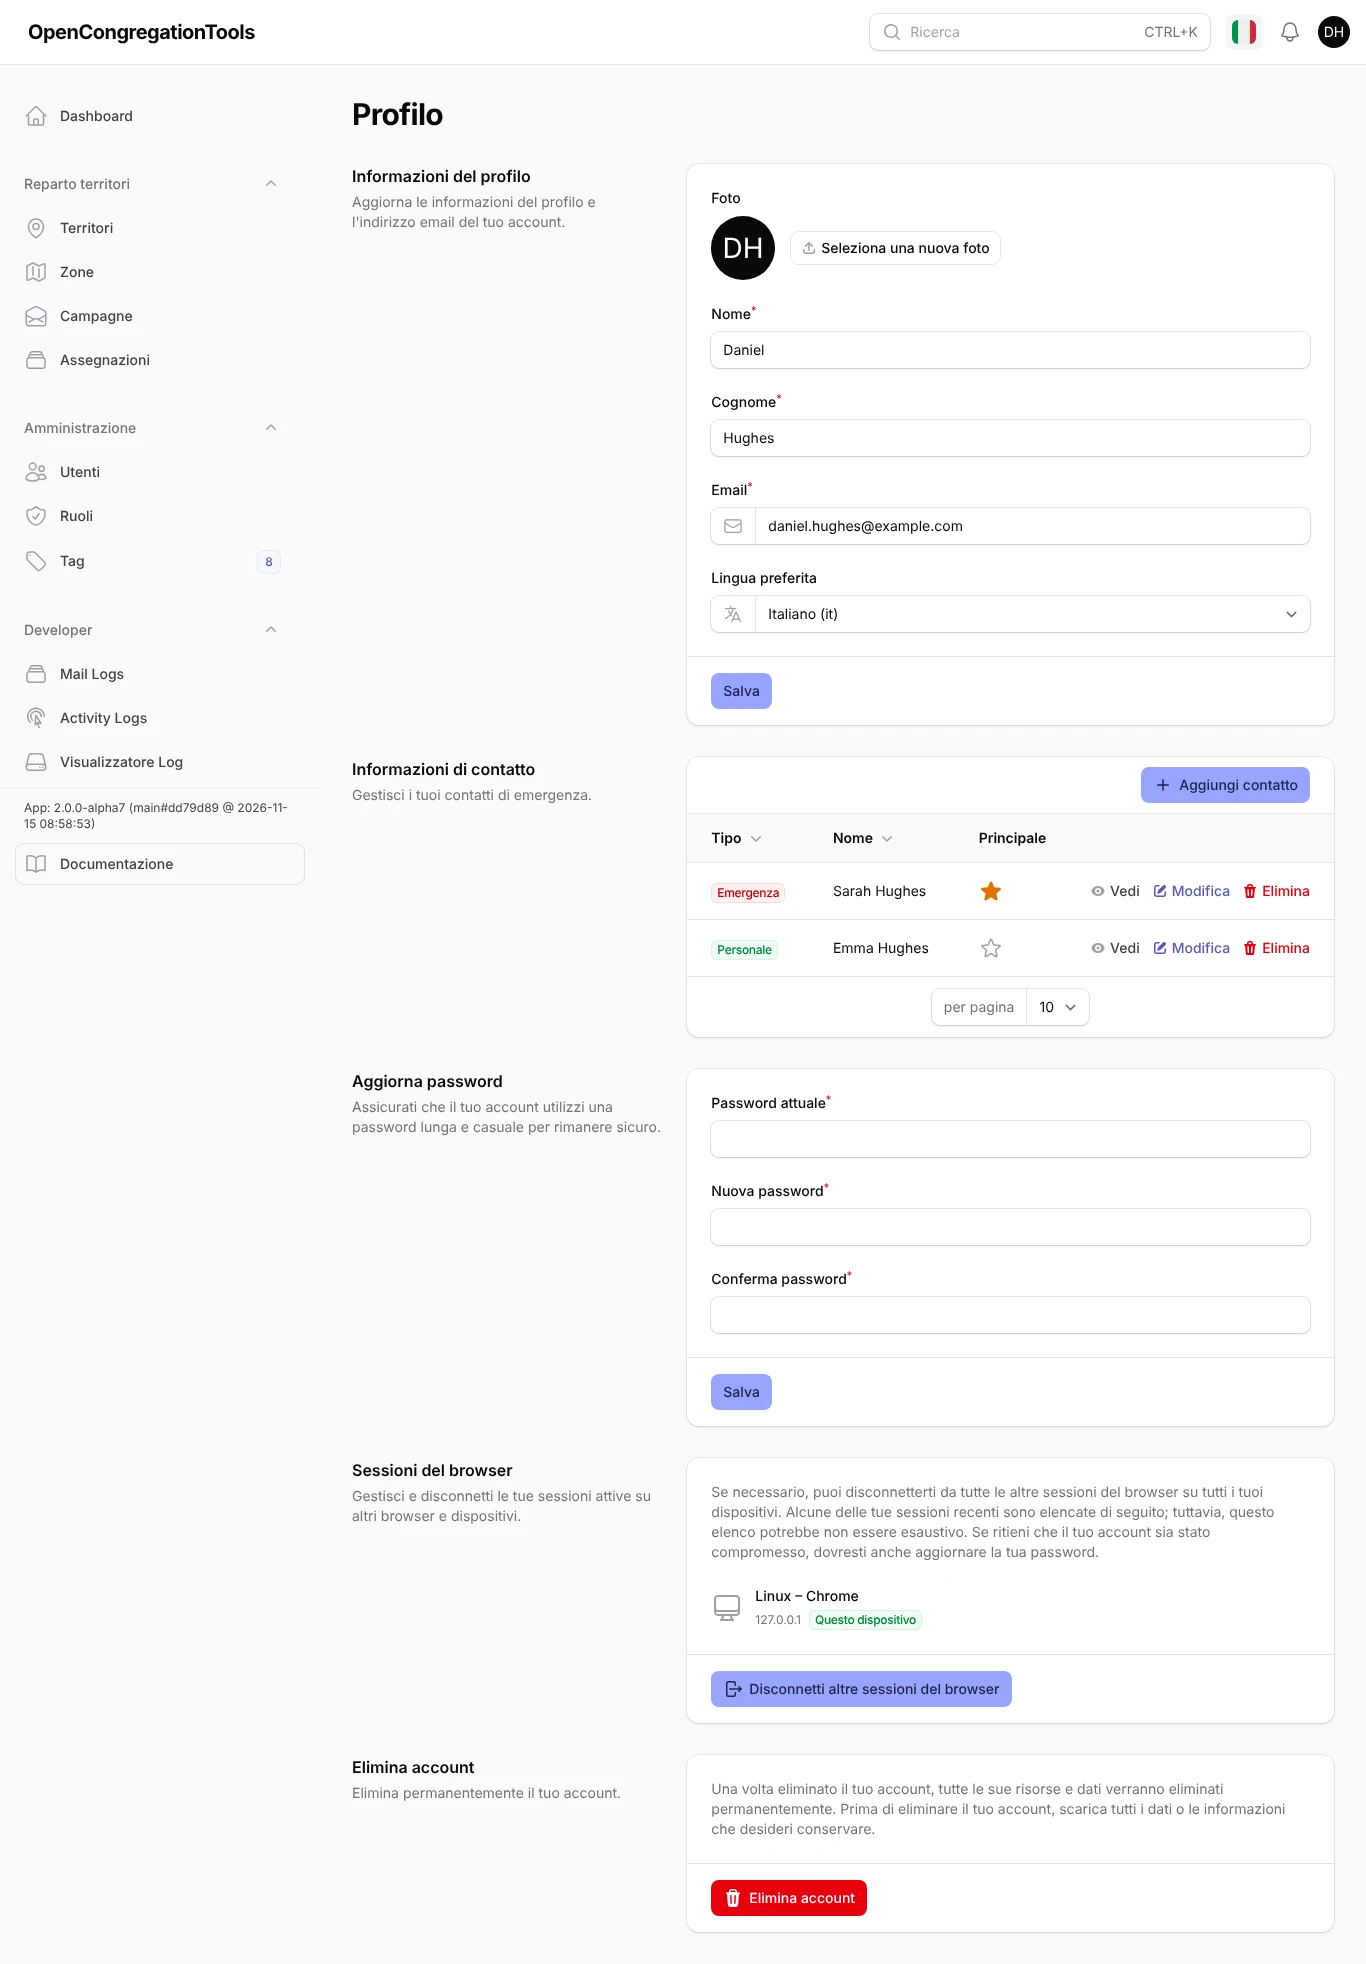 OpenCongregationTools
Ricerca
CTRL+K
DH
Dashboard
Reparto territori
Territori
Zone
Campagne
Assegnazioni
Amministrazione
Utenti
Ruoli
Tag
8
Developer
Mail Logs
Activity Logs
Visualizzatore Log
App: 2.0.0-alpha7 (main#dd79d89 @ 2026-11-
15 08:58:53)
Documentazione
Profilo
Informazioni del profilo
Aggiorna le informazioni del profilo e
l'indirizzo email del tuo account.
Foto
DH
Seleziona una nuova foto
Nome*
Daniel
Cognome*
Hughes
Email*
daniel.hughes@example.com
Lingua preferita
Italiano (it)
Salva
Informazioni di contatto
Gestisci i tuoi contatti di emergenza.
Aggiungi contatto
Tipo Nome Principale
Emergenza Sarah Hughes Vedi Modifica Elimina
Personale Emma Hughes Vedi Modifica Elimina
per pagina 10
Aggiorna password
Assicurati che il tuo account utilizzi una
password lunga e casuale per rimanere sicuro.
Password attuale*
Nuova password*
Conferma password*
Salva
Sessioni del browser
Gestisci e disconnetti le tue sessioni attive su
altri browser e dispositivi.
Se necessario, puoi disconnetterti da tutte le altre sessioni del browser su tutti i tuoi
dispositivi. Alcune delle tue sessioni recenti sono elencate di seguito; tuttavia, questo
elenco potrebbe non essere esaustivo. Se ritieni che il tuo account sia stato
compromesso, dovresti anche aggiornare la tua password.
Linux – Chrome
127.0.0.1 Questo dispositivo
Disconnetti altre sessioni del browser
Elimina account
Elimina permanentemente il tuo account.
Una volta eliminato il tuo account, tutte le sue risorse e dati verranno eliminati
permanentemente. Prima di eliminare il tuo account, scarica tutti i dati o le informazioni
che desideri conservare.
Elimina account